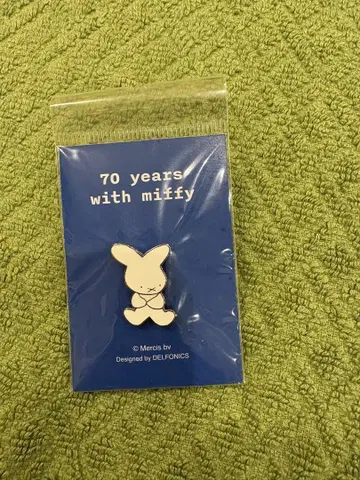 70 years
with miffy
© Mercis bv
Designed by DELFONICS